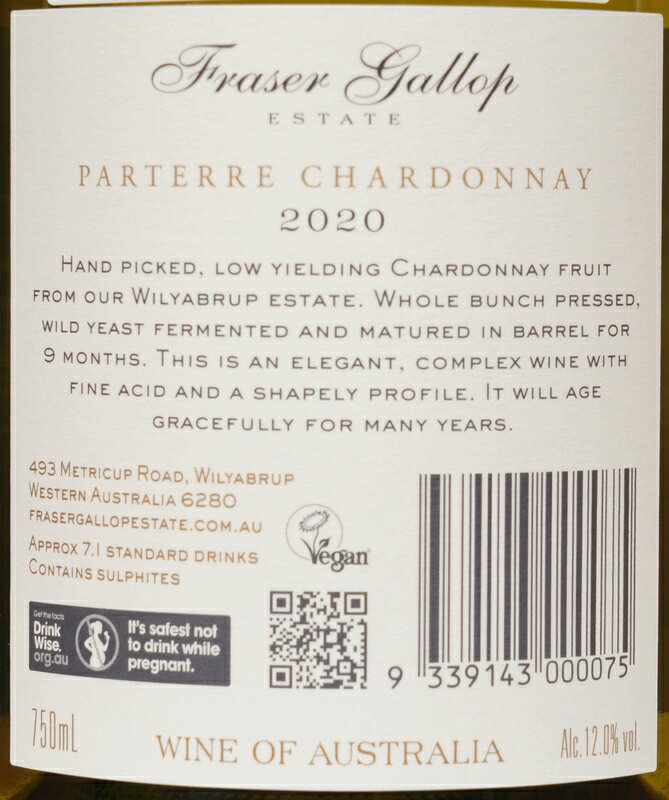 Fraser Gallop
ESTATE
PARTERRE CHARDONNAY
2020
HAND PICKED, LOW YIELDING CHARDONNAY FRUIT
FROM OUR WILYABRUP ESTATE. WHOLE BUNCH PRESSED,
WILD YEAST FERMENTED AND MATURED IN BARREL FOR
9 MONTHS. THIS IS AN ELEGANT, COMPLEX WINE WITH
FINE ACID AND A SHAPELY PROFILE. IT WILL AGE
GRACEFULLY FOR MANY YEARS.
493 METRICUP ROAD, WILYABRUP
WESTERN AUSTRALIA 6280
FRASERGALLOPESTATE.COM.AU
APPROX 7.1 STANDARD DRINKS
CONTAINS SULPHITES
Vegan
Get the facts
Drink
Wise.
org.au
It's safest not
to drink while
pregnant.
9 339143 000075
750mL
WINE OF AUSTRALIA
Alc.12.0% vol.